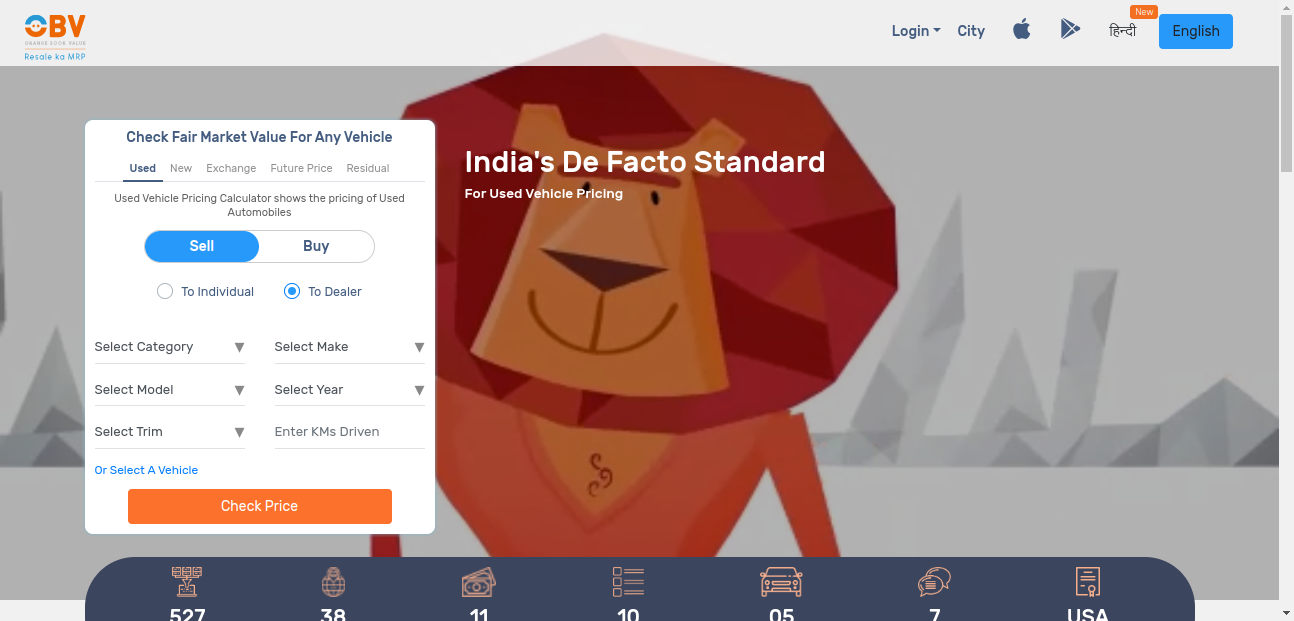 OBV
ORANGE BOOK VALUE
Resale ka MRP
Login
City
New
हिन्दी
English
Check Fair Market Value For Any Vehicle
Used New Exchange Future Price Residual
Used Vehicle Pricing Calculator shows the pricing of Used
Automobiles
Sell Buy
To Individual To Dealer
Select Category Select Make
Select Model Select Year
Select Trim Enter KMs Driven
Or Select A Vehicle
Check Price
India's De Facto Standard
For Used Vehicle Pricing
527 38 11 10 05 7 USA